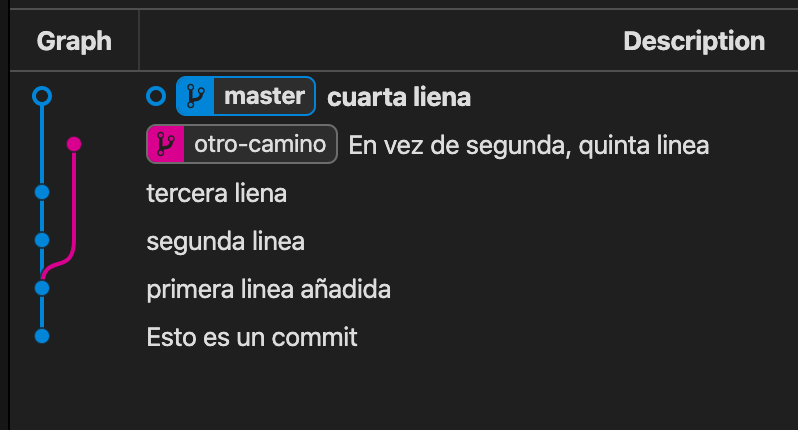 Graph Description
master cuarta liena
otro-camino En vez de segunda, quinta linea
tercera liena
segunda linea
primera linea añadida
Esto es un commit